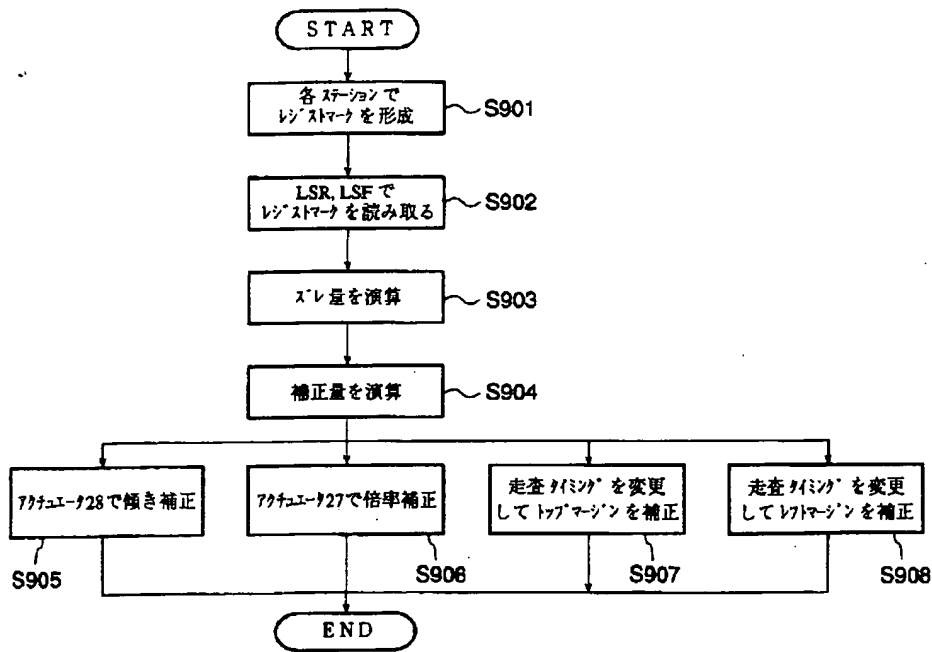 START
各ステーションで
レジストマークを形成
S901
LSR, LSFで
レジストマークを読み取る
S902
ズレ量を演算
S903
補正量を演算
S904
アクチュエータ28で傾き補正
S905
アクチュエータ27で倍率補正
S906
走査タイミングを変更
してトップマージンを補正
S907
走査タイミングを変更
してレフトマージンを補正
S908
END